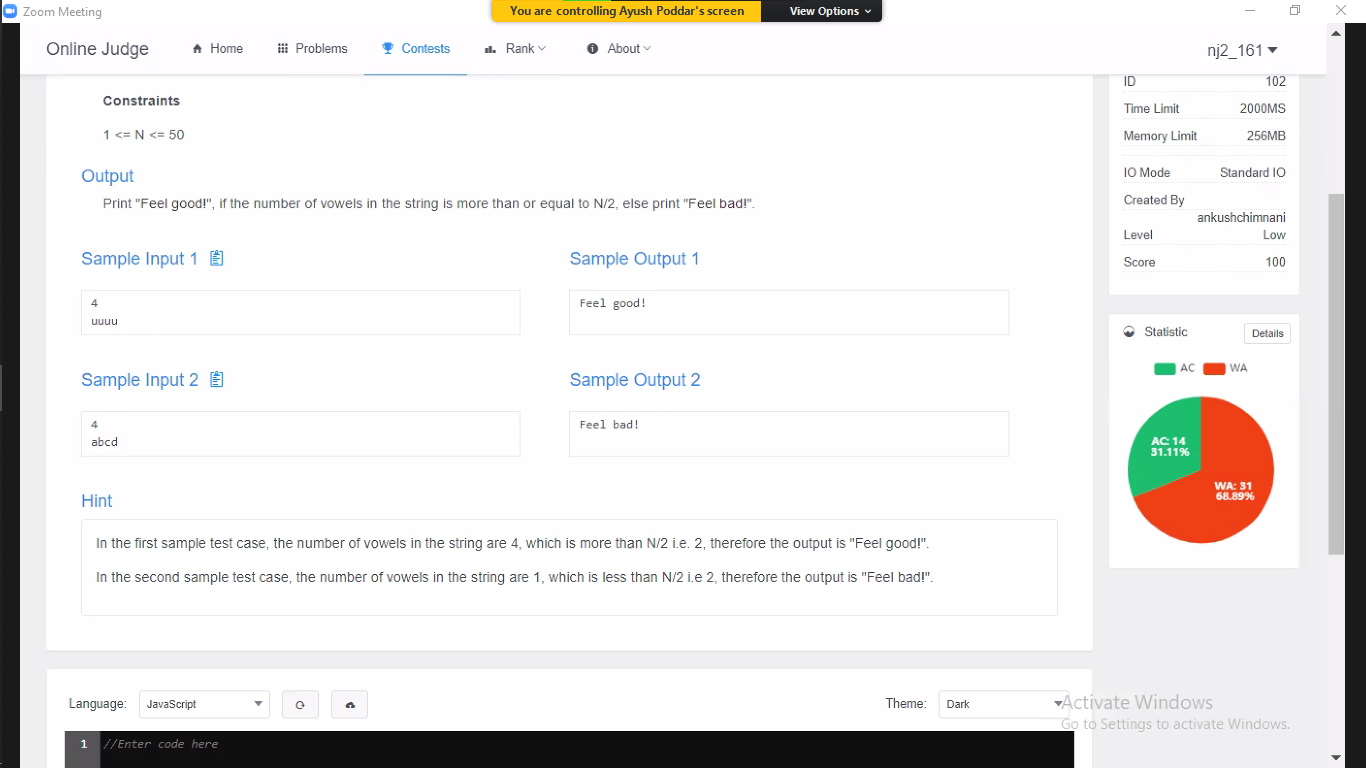 Zoom Meeting
You are controlling Ayush Poddar's screen
View Options
Online Judge
Home
Problems
Contests
Rank
About
nj2_161
Constraints
1 <= N <= 50
Output
Print "Feel good!", if the number of vowels in the string is more than or equal to N/2, else print "Feel bad!".
Sample Input 1
Sample Output 1
4
uuuu
Feel good!
Sample Input 2
Sample Output 2
4
abcd
Feel bad!
Hint
In the first sample test case, the number of vowels in the string are 4, which is more than N/2 i.e. 2, therefore the output is "Feel good!".
In the second sample test case, the number of vowels in the string are 1, which is less than N/2 i.e 2, therefore the output is "Feel bad!".
ID 102
Time Limit 2000MS
Memory Limit 256MB
IO Mode Standard IO
Created By
ankushchimnani
Level Low
Score 100
Statistic
Details
AC WA
AC: 14
31.11%
WA: 31
68.89%
Language: JavaScript
Theme: Dark
Activate Windows
Go to Settings to activate Windows.
1 //Enter code here